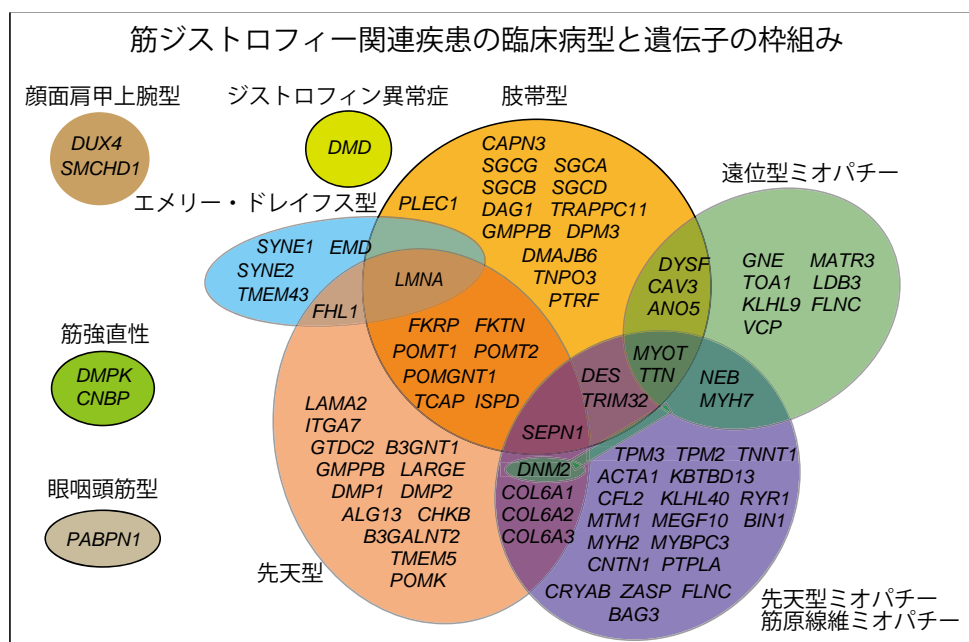 筋ジストロフィー関連疾患の臨床病型と遺伝子の枠組み
顔面肩甲上腕型
DUX4
SMCHD1
ジストロフィン異常症
DMD
肢帯型
CAPN3
SGCG SGCA
SGCB SGCD
DAG1 TRAPPC11
GMPPB DPM3
DMAJB6
TNPO3
PTRF
PLEC1
エメリー・ドレイフス型
SYNE1 EMD
SYNE2
TMEM43
FHL1
LMNA
遠位型ミオパチー
GNE MATR3
TOA1 LDB3
KLHL9 FLNC
VCP
DYSF
CAV3
ANO5
MYOT
TTN
NEB
MYH7
DES
TRIM32
FKRP FKTN
POMT1 POMT2
POMGNT1
TCAP ISPD
SEPN1
DNM2
COL6A1
COL6A2
COL6A3
筋強直性
DMPK
CNBP
眼咽頭筋型
PABPN1
LAMA2
ITGA7
GTDC2 B3GNT1
GMPPB LARGE
DMP1 DMP2
ALG13 CHKB
B3GALNT2
TMEM5
POMK
先天型
TPM3 TPM2 TNNT1
ACTA1 KBTBD13
CFL2 KLHL40 RYR1
MTM1 MEGF10 BIN1
MYH2 MYBPC3
CNTN1 PTPLA
CRYAB ZASP FLNC
BAG3
先天型ミオパチー
筋原線維ミオパチー